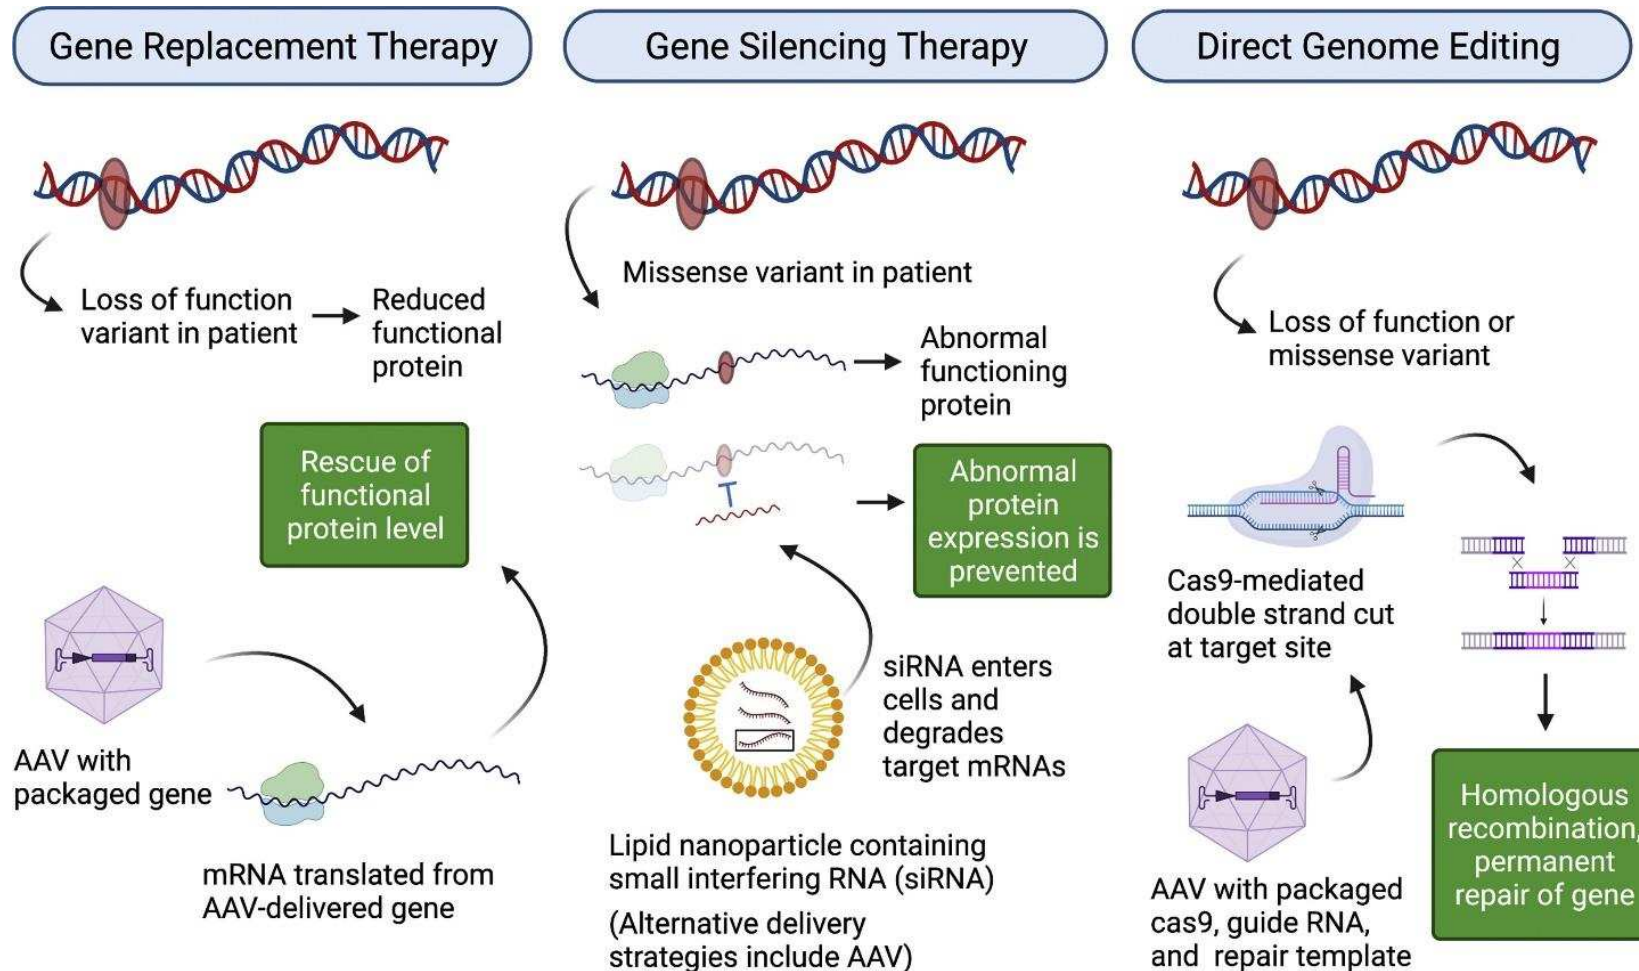 Gene Replacement Therapy
Loss of function
variant in patient
Reduced
functional
protein
Rescue of
functional
protein level
AAV with
packaged gene
mRNA translated from
AAV-delivered gene
Gene Silencing Therapy
Missense variant in patient
Abnormal
functioning
protein
Abnormal
protein
expression is
prevented
siRNA enters
cells and
degrades
target mRNAs
Lipid nanoparticle containing
small interfering RNA (siRNA)
(Alternative delivery
strategies include AAV)
Direct Genome Editing
Loss of function or
missense variant
Cas9-mediated
double strand cut
at target site
AAV with packaged
cas9, guide RNA,
and repair template
Homologous
recombination,
permanent
repair of gene